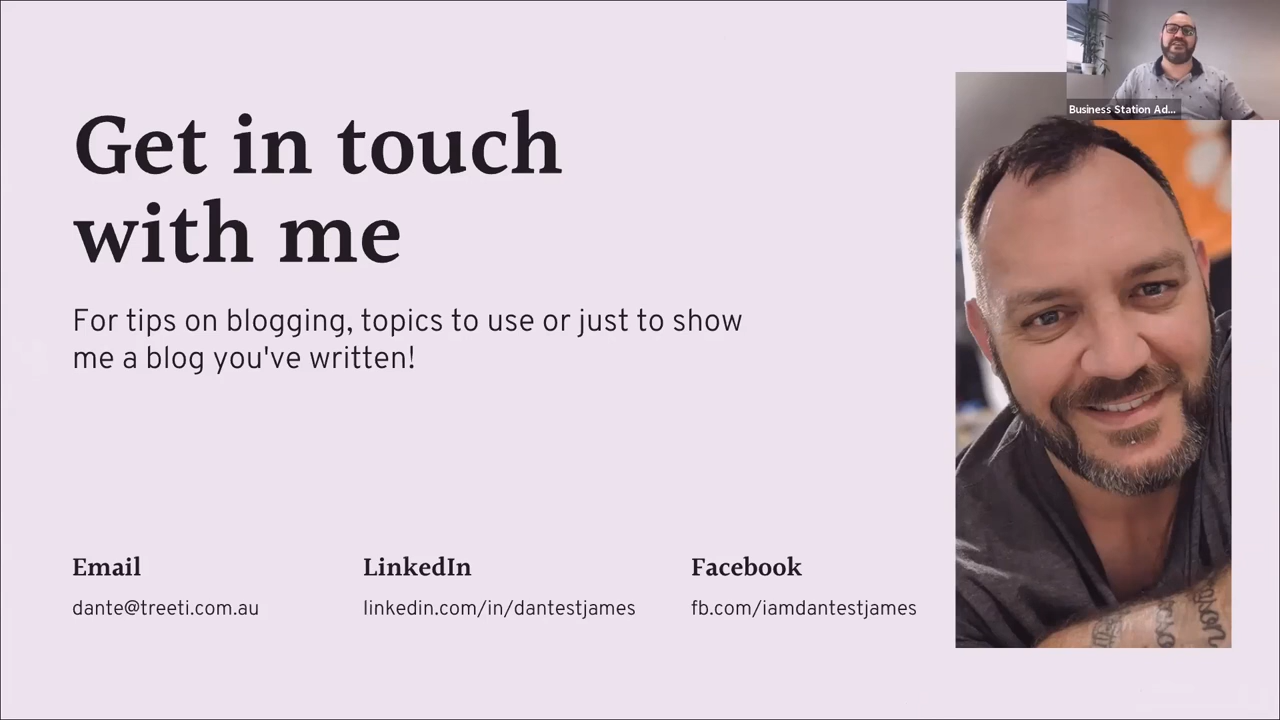 Business Station Ad...
Get in touch
with me
For tips on blogging, topics to use or just to show
me a blog you've written!
Email
dante@treeti.com.au
LinkedIn
linkedin.com/in/dantestjames
Facebook
fb.com/iamdantestjames